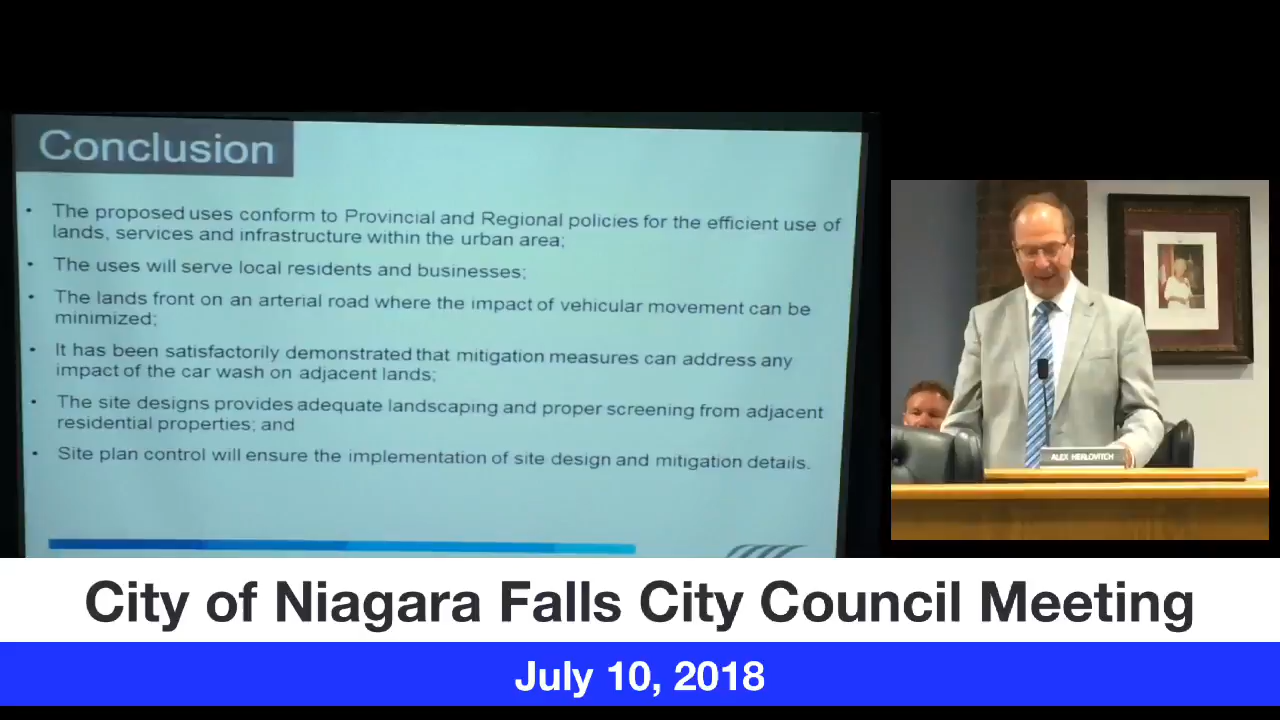 Conclusion
• The proposed uses conform to Provincial and Regional policies for the efficient use of
lands, services and infrastructure within the urban area;
• The uses will serve local residents and businesses;
• The lands front on an arterial road where the impact of vehicular movement can be
minimized;
• It has been satisfactorily demonstrated that mitigation measures can address any
impact of the car wash on adjacent lands;
• The site designs provides adequate landscaping and proper screening from adjacent
residential properties; and
• Site plan control will ensure the implementation of site design and mitigation details.
ALEX HERLOVITCH
City of Niagara Falls City Council Meeting
July 10, 2018